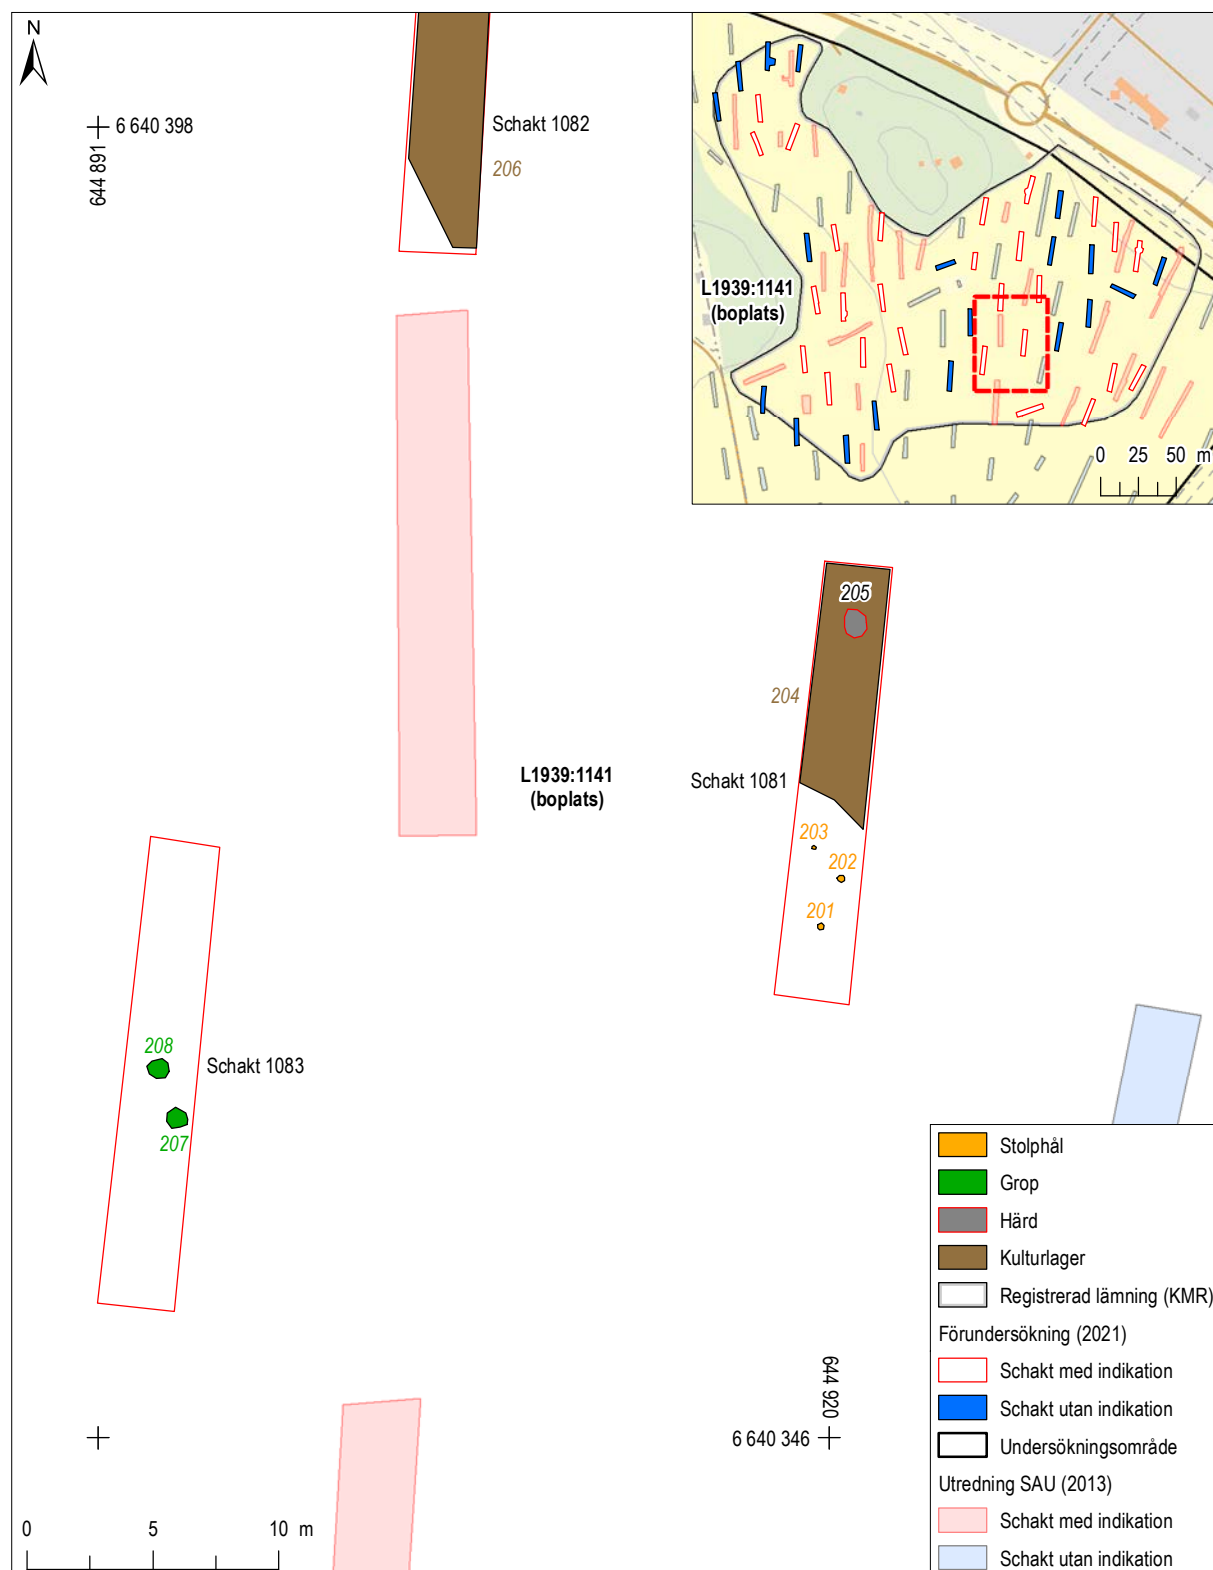 N
6 640 398
644 891
Schakt 1082
206
L1939:1141
(boplats)
0 25 50 m
205
204
Schakt 1081
L1939:1141
(boplats)
203
202
201
208
Schakt 1083
207
644 920
6 640 346
0 5 10 m
Stolphål
Grop
Härd
Kulturlager
Registrerad lämning (KMR)
Förundersökning (2021)
Schakt med indikation
Schakt utan indikation
Undersökningsområde
Utredning SAU (2013)
Schakt med indikation
Schakt utan indikation